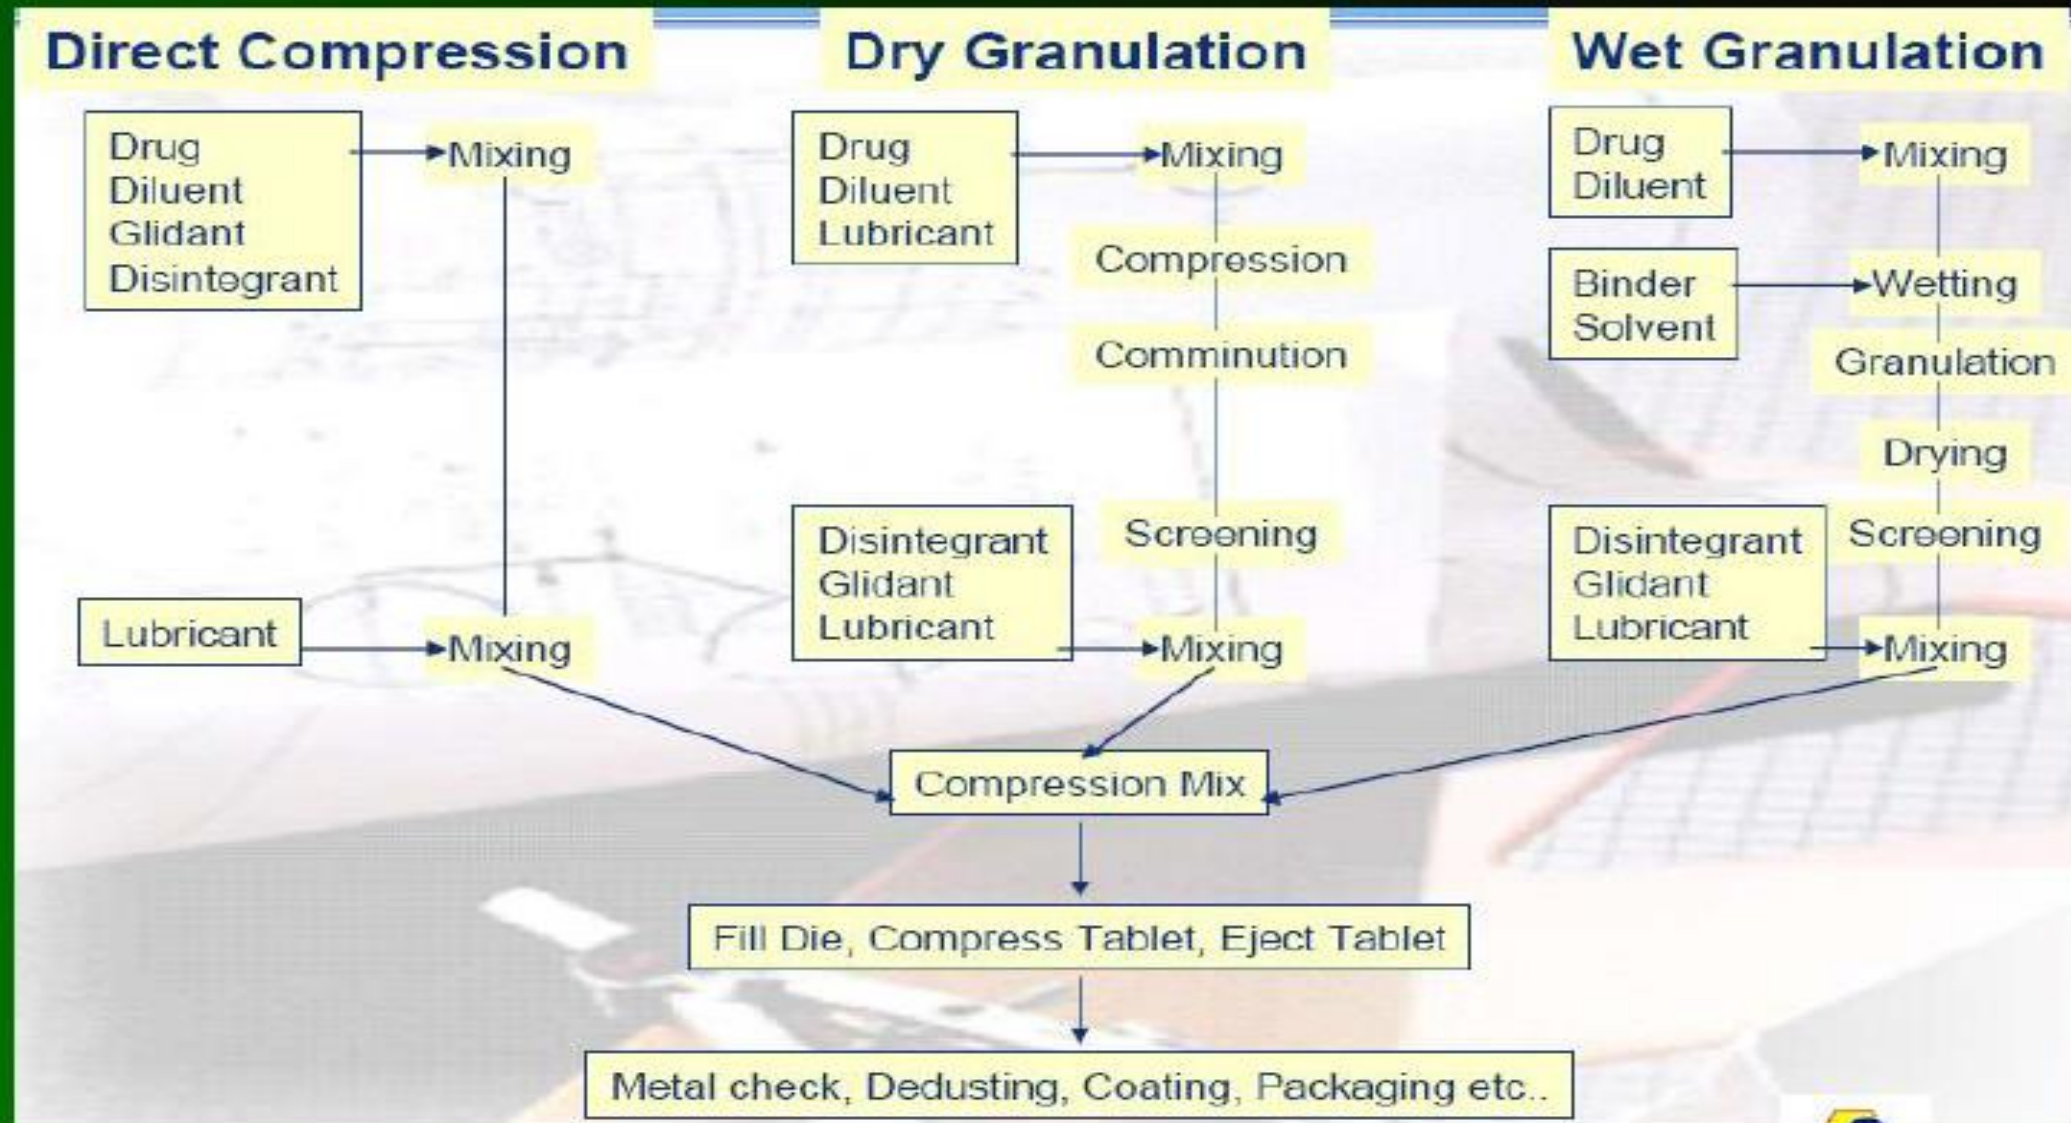 Direct Compression
Drug
Diluent
Glidant
Disintegrant
Mixing
Lubricant
Mixing
Dry Granulation
Drug
Diluent
Lubricant
Mixing
Compression
Comminution
Screening
Disintegrant
Glidant
Lubricant
Mixing
Wet Granulation
Drug
Diluent
Mixing
Binder
Solvent
Wetting
Granulation
Drying
Screening
Disintegrant
Glidant
Lubricant
Mixing
Compression Mix
Fill Die, Compress Tablet, Eject Tablet
Metal check, Dedusting, Coating, Packaging etc..